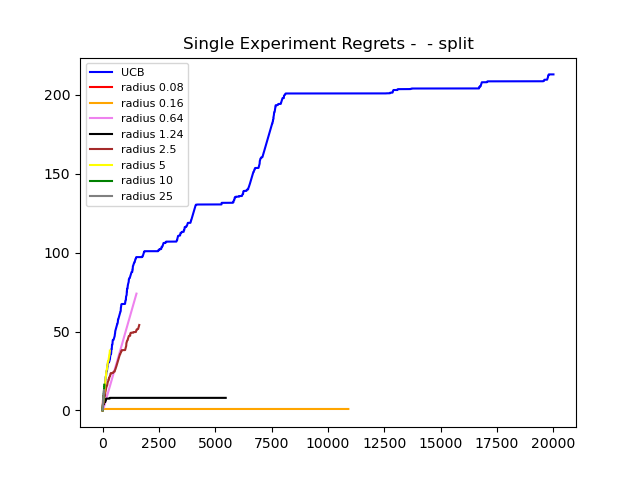 Single Experiment Regrets -  - split
UCB
radius 0.08
radius 0.16
radius 0.64
radius 1.24
radius 2.5
radius 5
radius 10
radius 25
200
150
100
50
0
0 2500 5000 7500 10000 12500 15000 17500 20000